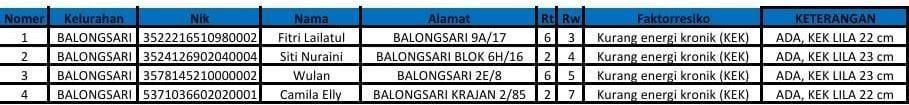 Nomer Kelurahan Nik Nama Alamat Rt Rw Faktorresiko KETERANGAN
1 BALONGSARI 3522216510980002 Fitri Lailatul BALONGSARI 9A/17 6 3 Kurang energi kronik (KEK) ADA, KEK LILA 22 cm
2 BALONGSARI 3524126902040004 Siti Nuraini BALONGSARI BLOK 6H/16 2 4 Kurang energi kronik (KEK) ADA, KEK LILA 23 cm
3 BALONGSARI 3578145210000002 Wulan BALONGSARI 2E/8 6 5 Kurang energi kronik (KEK) ADA, KEK LILA 23 cm
4 BALONGSARI 5371036602020001 Camila Elly BALONGSARI KRAJAN 2/85 2 7 Kurang energi kronik (KEK) ADA, KEK LILA 22 cm